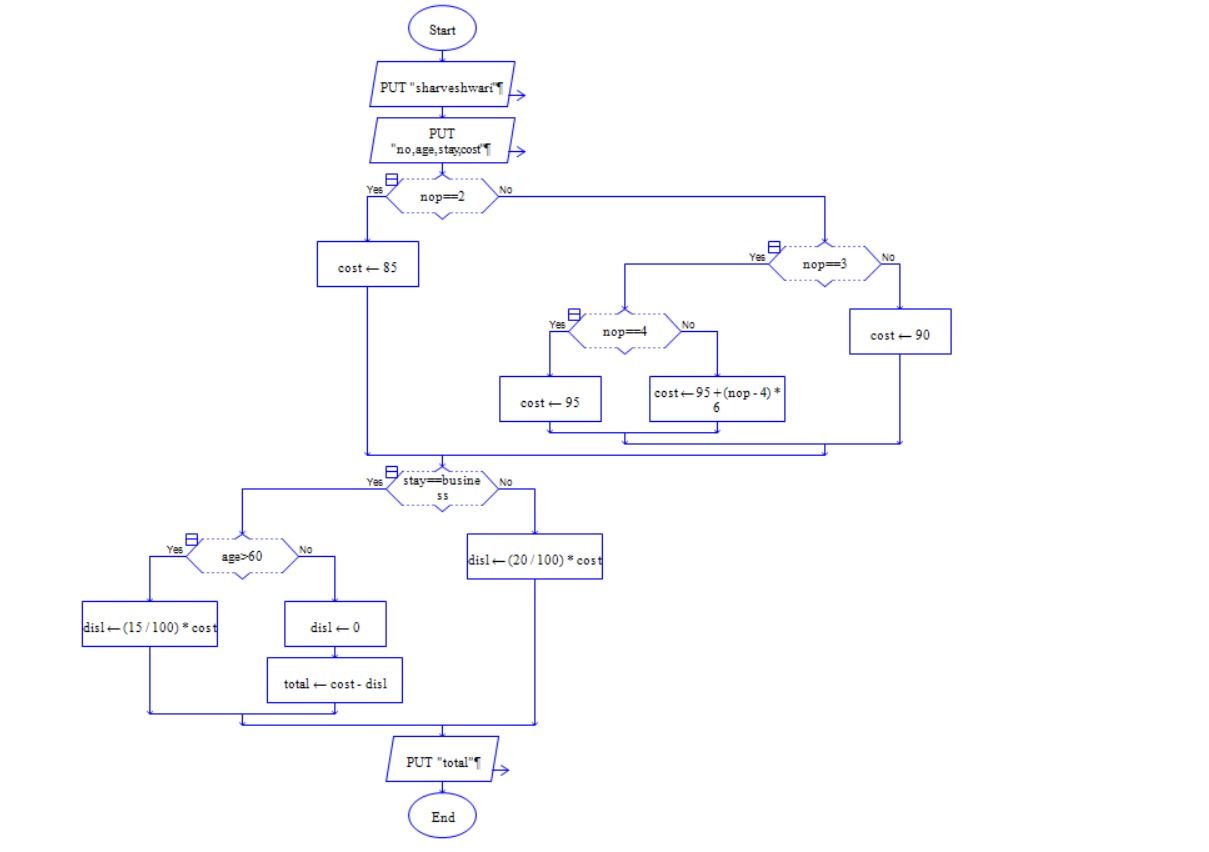 Start
PUT "sharveshwari"¶
PUT
"no,age,stay,cost"¶
Yes
nop==2
No
cost ← 85
Yes
nop==3
No
Yes
nop==4
No
cost ← 90
cost ← 95
cost ← 95 + (nop - 4) *
6
Yes
stay==busine
ss
No
Yes
age>60
No
disl ← (20 / 100) * cost
disl ← (15 / 100) * cost
disl ← 0
total ← cost - disl
PUT "total"¶
End